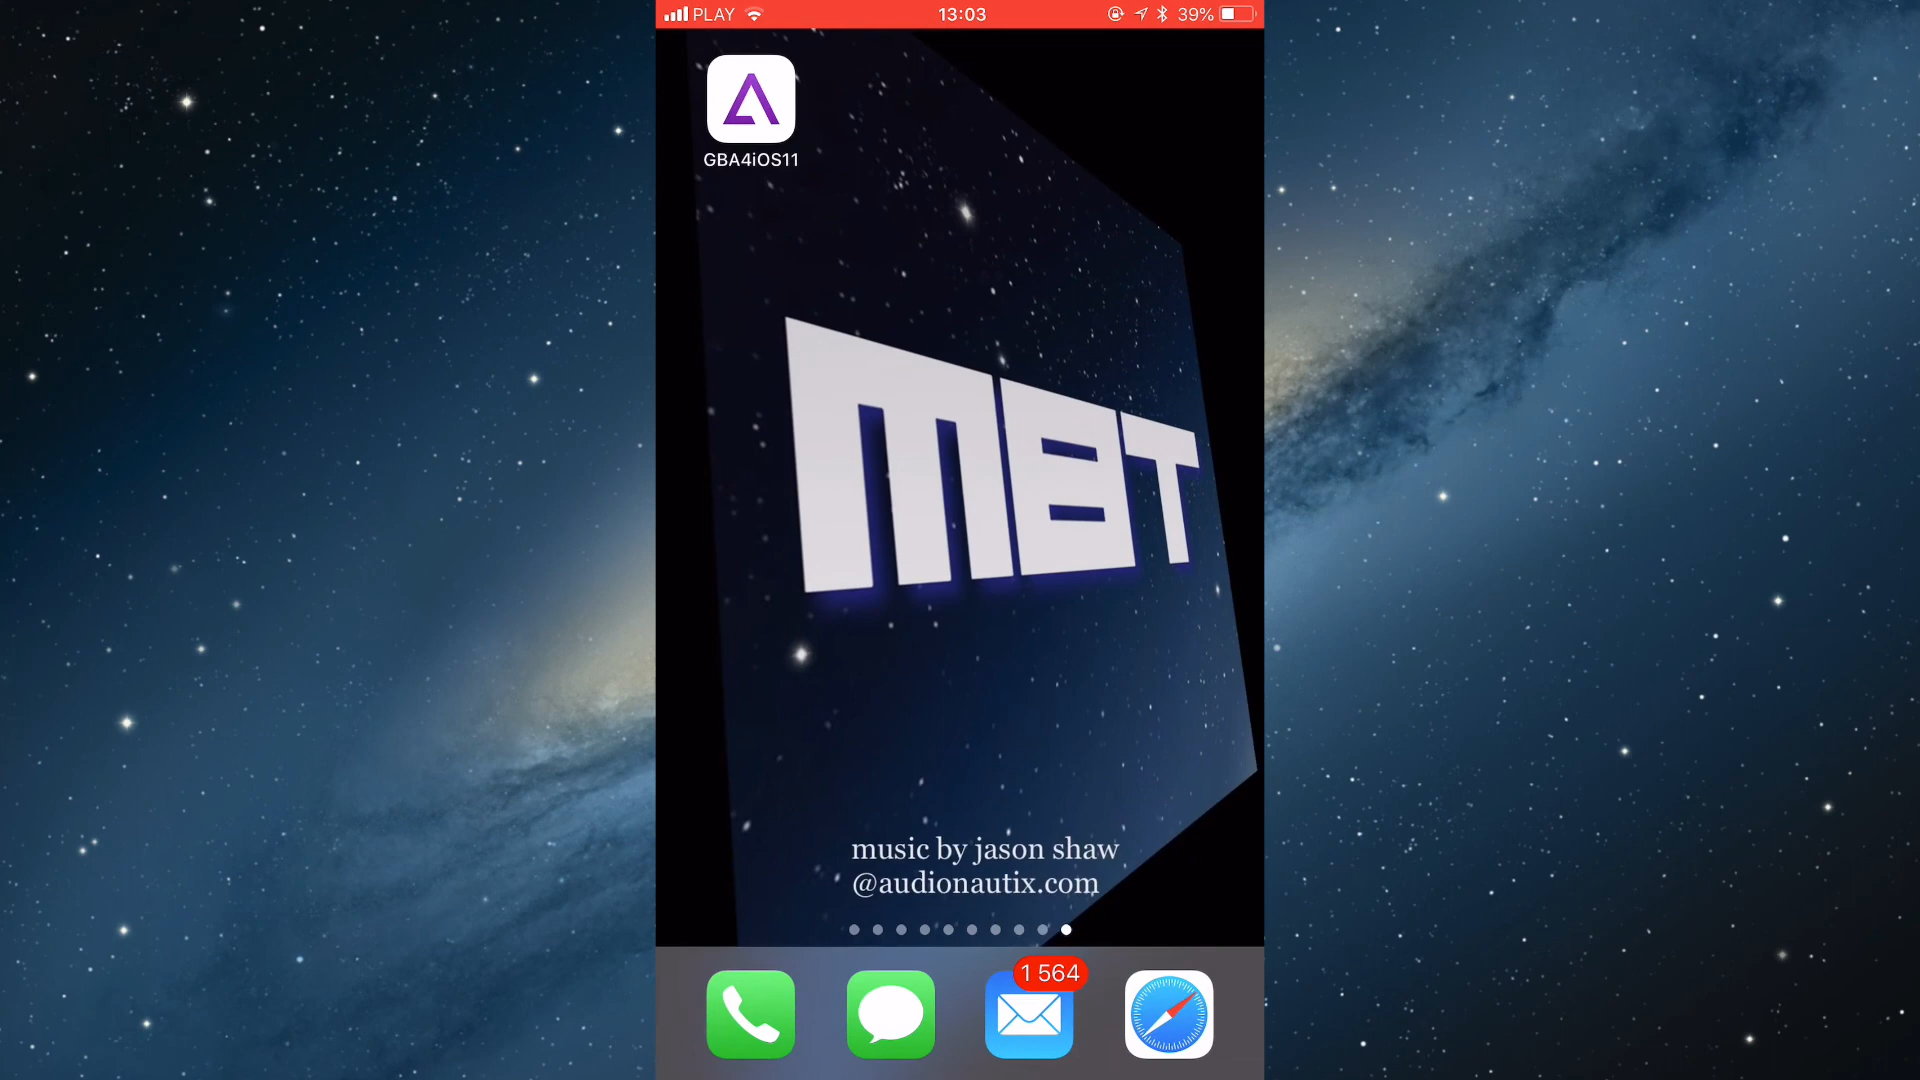 PLAY 13:03 39%
GBA4iOS11
MBT
music by jason shaw
@audionautix.com
1 564